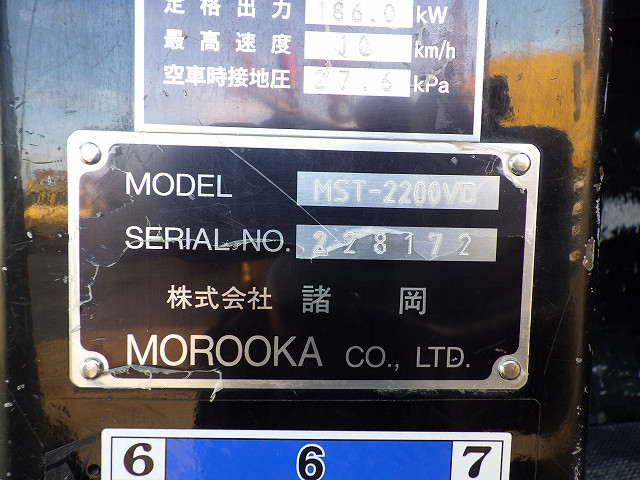 定格出力 186.0 kW
最高速度 10 km/h
空車時接地圧 27.6 kPa
MODEL MST-2200VD
SERIAL NO. 228172
株式会社 諸岡
MOROOKA CO., LTD.
6 6 7